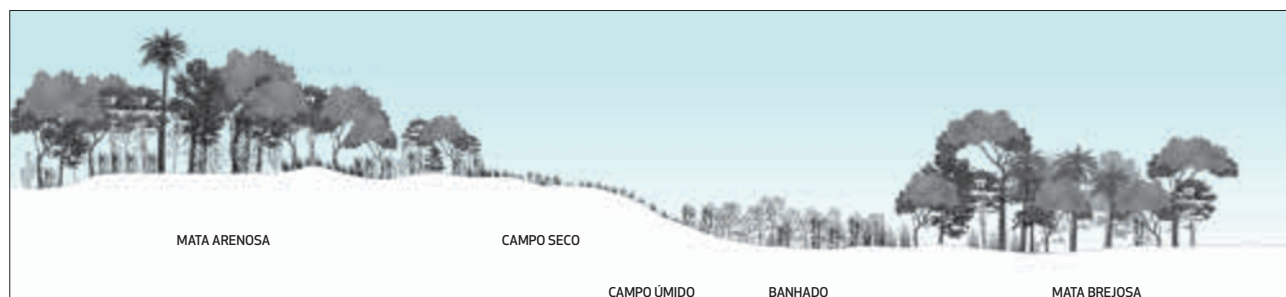 MATA ARENOSA CAMPO SECO
CAMPO ÚMIDO BANHADO MATA BREJOSA